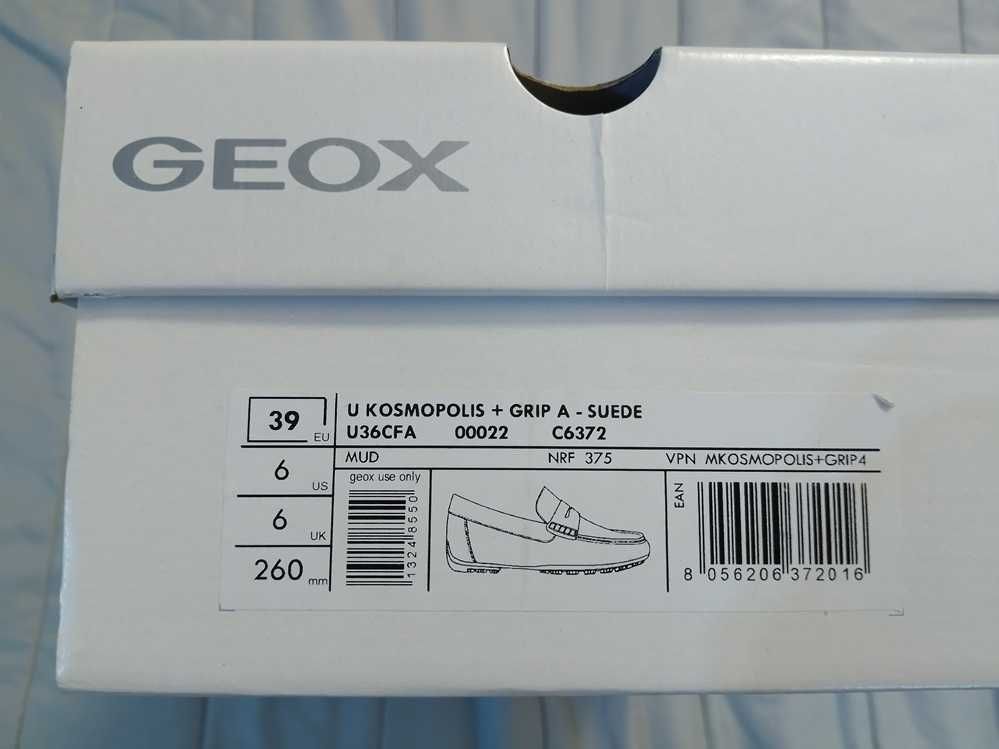 GEOX
39 EU
U KOSMOPOLIS + GRIP A - SUEDE
U36CFA 00022 C6372
6 US
MUD NRF 375 VPN MKOSMOPOLIS+GRIP4
geox use only
EAN
6 UK
13248550
260 mm
8 056206 372016